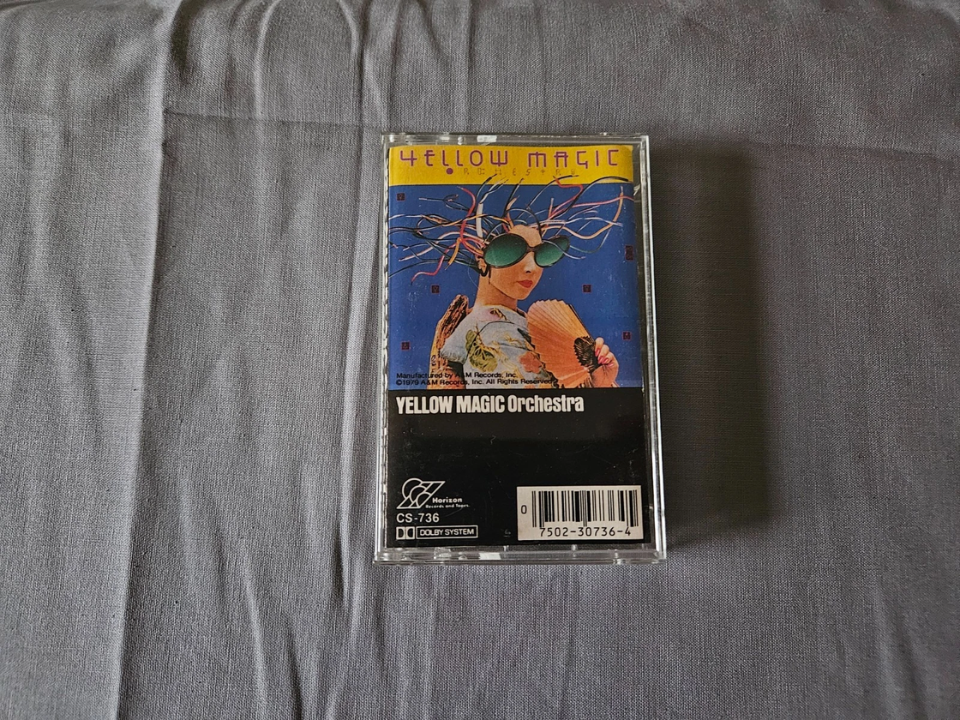 YELLOW MAGIC
ORCHESTRA
Manufactured by A&M Records, Inc.
©1979 A&M Records, Inc. All Rights Reserved
YELLOW MAGIC Orchestra
Horizon
Records and Tapes
CS-736
DOLBY SYSTEM
0 7502-30736-4